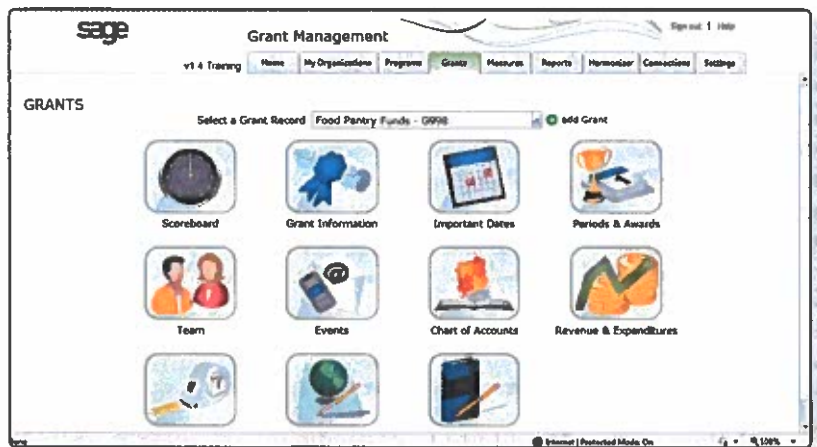 sage
Grant Management
Sign out | Help
v1.4 Training
Home My Organizations Programs Grants Measures Reports Harmonizer Connections Settings
GRANTS
Select a Grant Record Food Pantry Funds - G998 add Grant
Scoreboard Grant Information Important Dates Periods & Awards
Team Events Chart of Accounts Revenue & Expenditures
Internet | Protected Mode: On
100%